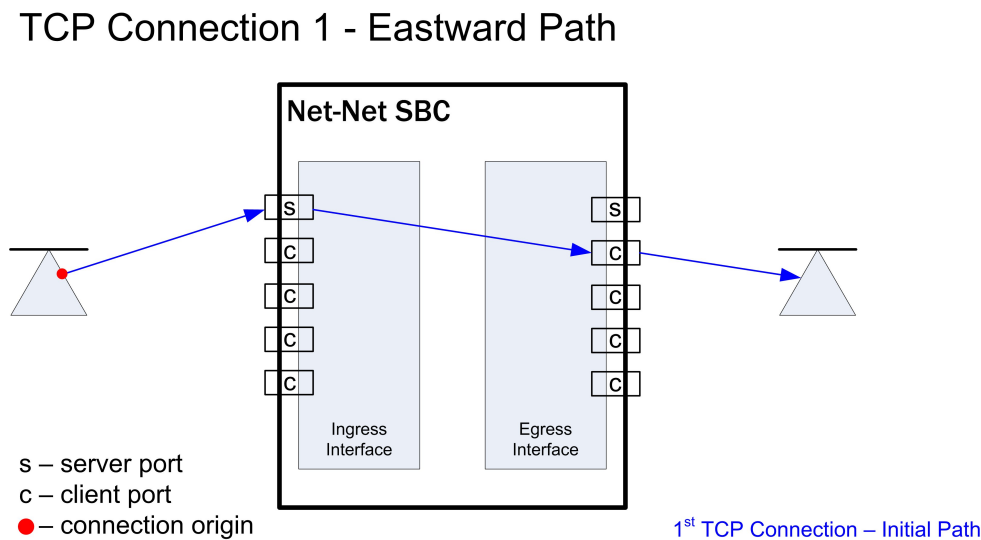 TCP Connection 1 - Eastward Path
Net-Net SBC
s
c
c
c
c
s
c
c
c
c
Ingress
Interface
Egress
Interface
s – server port
c – client port
– connection origin
1st TCP Connection – Initial Path